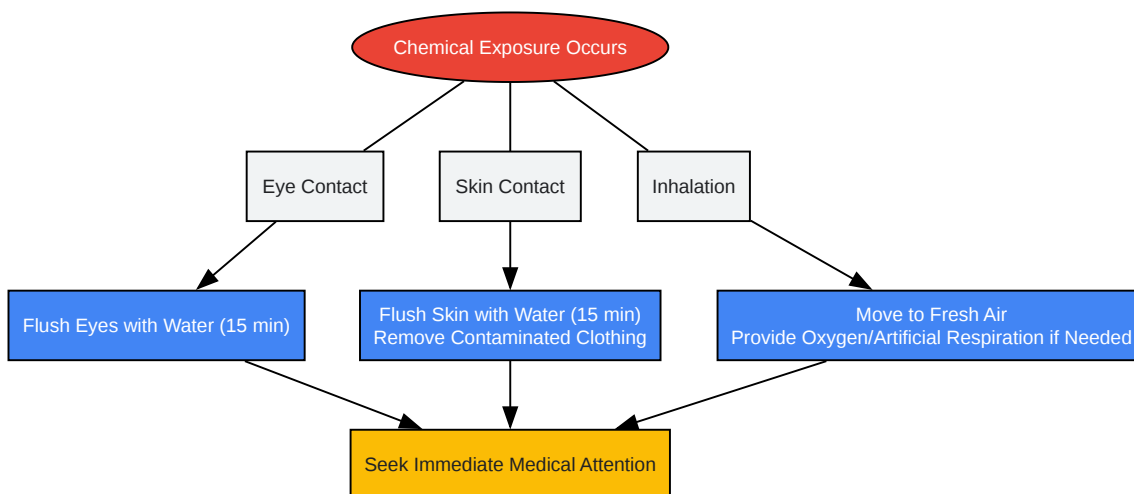 Chemical Exposure Occurs
Eye Contact
Skin Contact
Inhalation
Flush Eyes with Water (15 min)
Flush Skin with Water (15 min)
Remove Contaminated Clothing
Move to Fresh Air
Provide Oxygen/Artificial Respiration if Needed
Seek Immediate Medical Attention